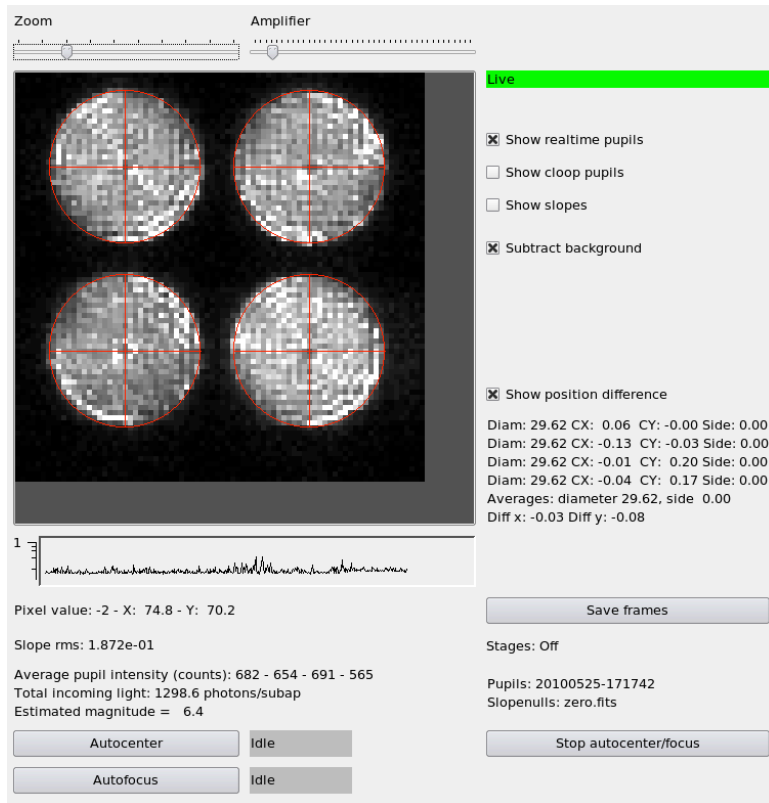 Zoom
Amplifier
Live
Show realtime pupils
Show cloop pupils
Show slopes
Subtract background
Show position difference
Diam: 29.62 CX: 0.06 CY: -0.00 Side: 0.00
Diam: 29.62 CX: -0.13 CY: -0.03 Side: 0.00
Diam: 29.62 CX: -0.01 CY: 0.20 Side: 0.00
Diam: 29.62 CX: -0.04 CY: 0.17 Side: 0.00
Averages: diameter 29.62, side 0.00
Diff x: -0.03 Diff y: -0.08
1
Pixel value: -2 - X: 74.8 - Y: 70.2
Save frames
Slope rms: 1.872e-01
Stages: Off
Average pupil intensity (counts): 682 - 654 - 691 - 565
Total incoming light: 1298.6 photons/subap
Estimated magnitude = 6.4
Pupils: 20100525-171742
Slopenulls: zero.fits
Autocenter
Idle
Stop autocenter/focus
Autofocus
Idle